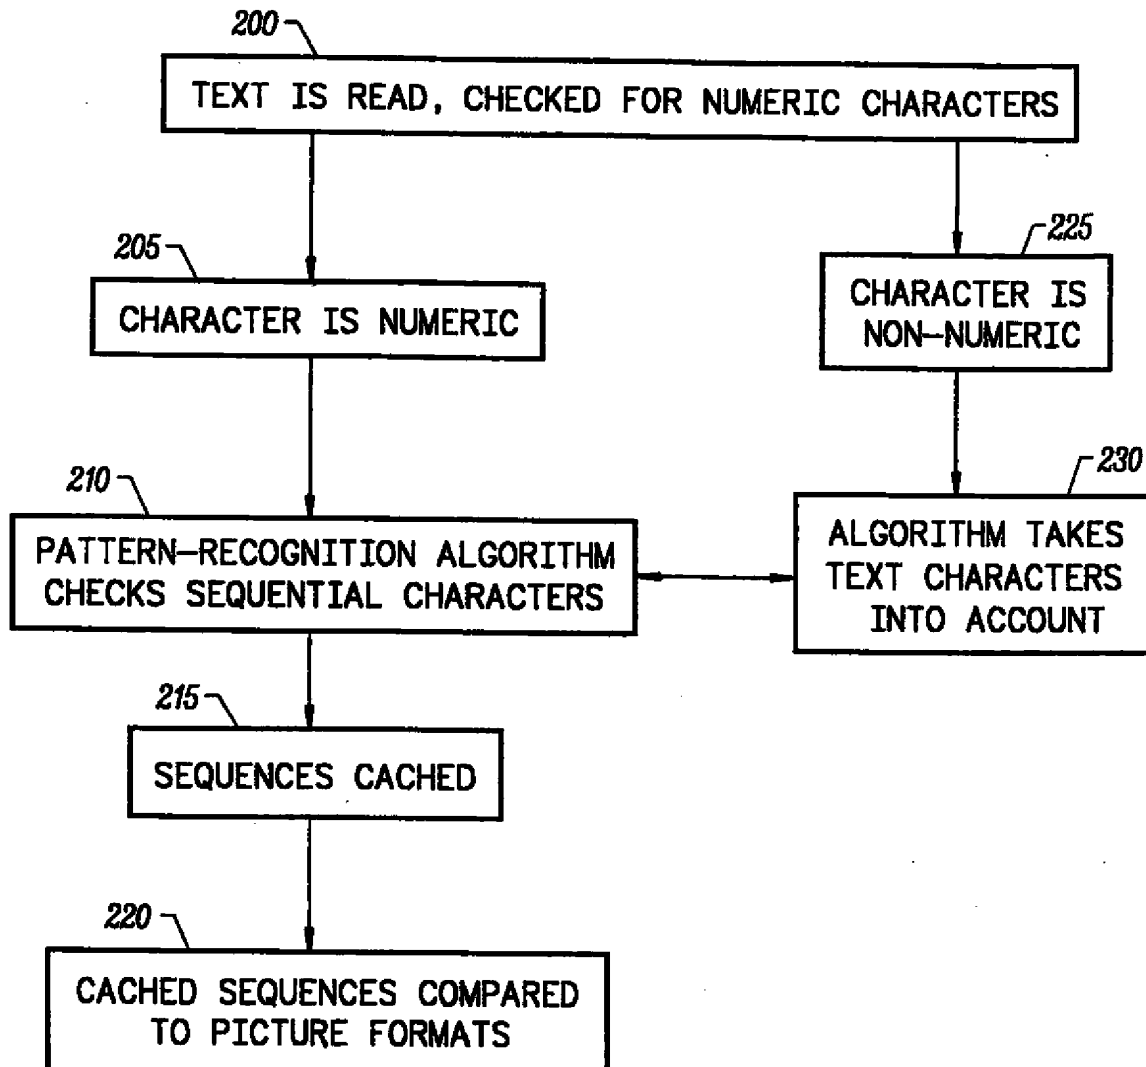 200
TEXT IS READ, CHECKED FOR NUMERIC CHARACTERS
205
CHARACTER IS NUMERIC
225
CHARACTER IS
NON-NUMERIC
210
PATTERN-RECOGNITION ALGORITHM
CHECKS SEQUENTIAL CHARACTERS
230
ALGORITHM TAKES
TEXT CHARACTERS
INTO ACCOUNT
215
SEQUENCES CACHED
220
CACHED SEQUENCES COMPARED
TO PICTURE FORMATS